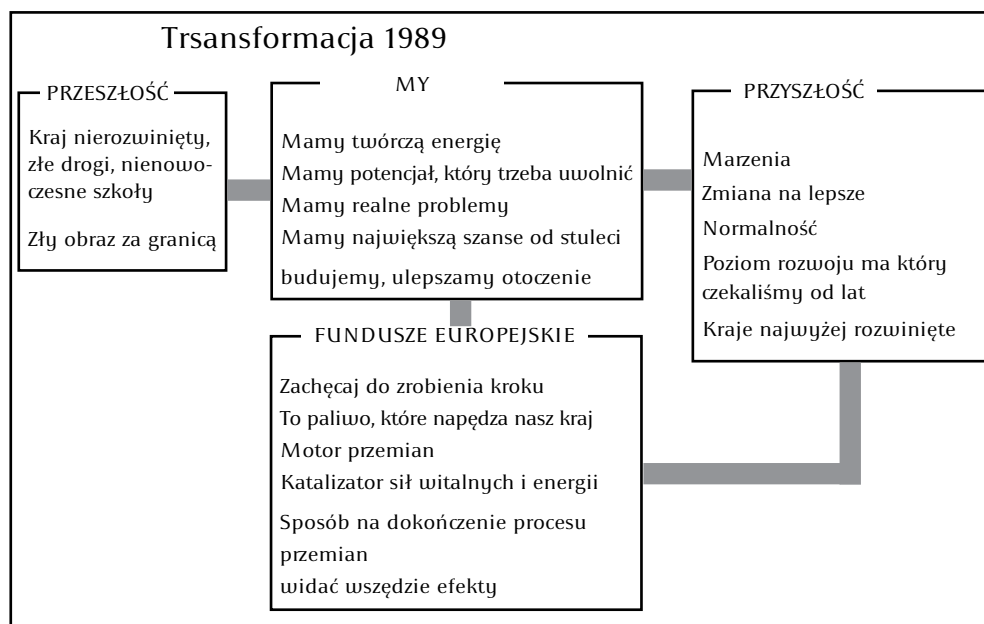 Trsansformacja 1989
PRZESZŁOŚĆ
Kraj nierozwinięty,
złe drogi, nienowo-
czesne szkoły
Zły obraz za granicą
MY
Mamy twórczą energię
Mamy potencjał, który trzeba uwolnić
Mamy realne problemy
Mamy największą szanse od stuleci
budujemy, ulepszamy otoczenie
PRZYSZŁOŚĆ
Marzenia
Zmiana na lepsze
Normalność
Poziom rozwoju ma który
czekaliśmy od lat
Kraje najwyżej rozwinięte
FUNDUSZE EUROPEJSKIE
Zachęcaj do zrobienia kroku
To paliwo, które napędza nasz kraj
Motor przemian
Katalizator sił witalnych i energii
Sposób na dokończenie procesu
przemian
widać wszędzie efekty